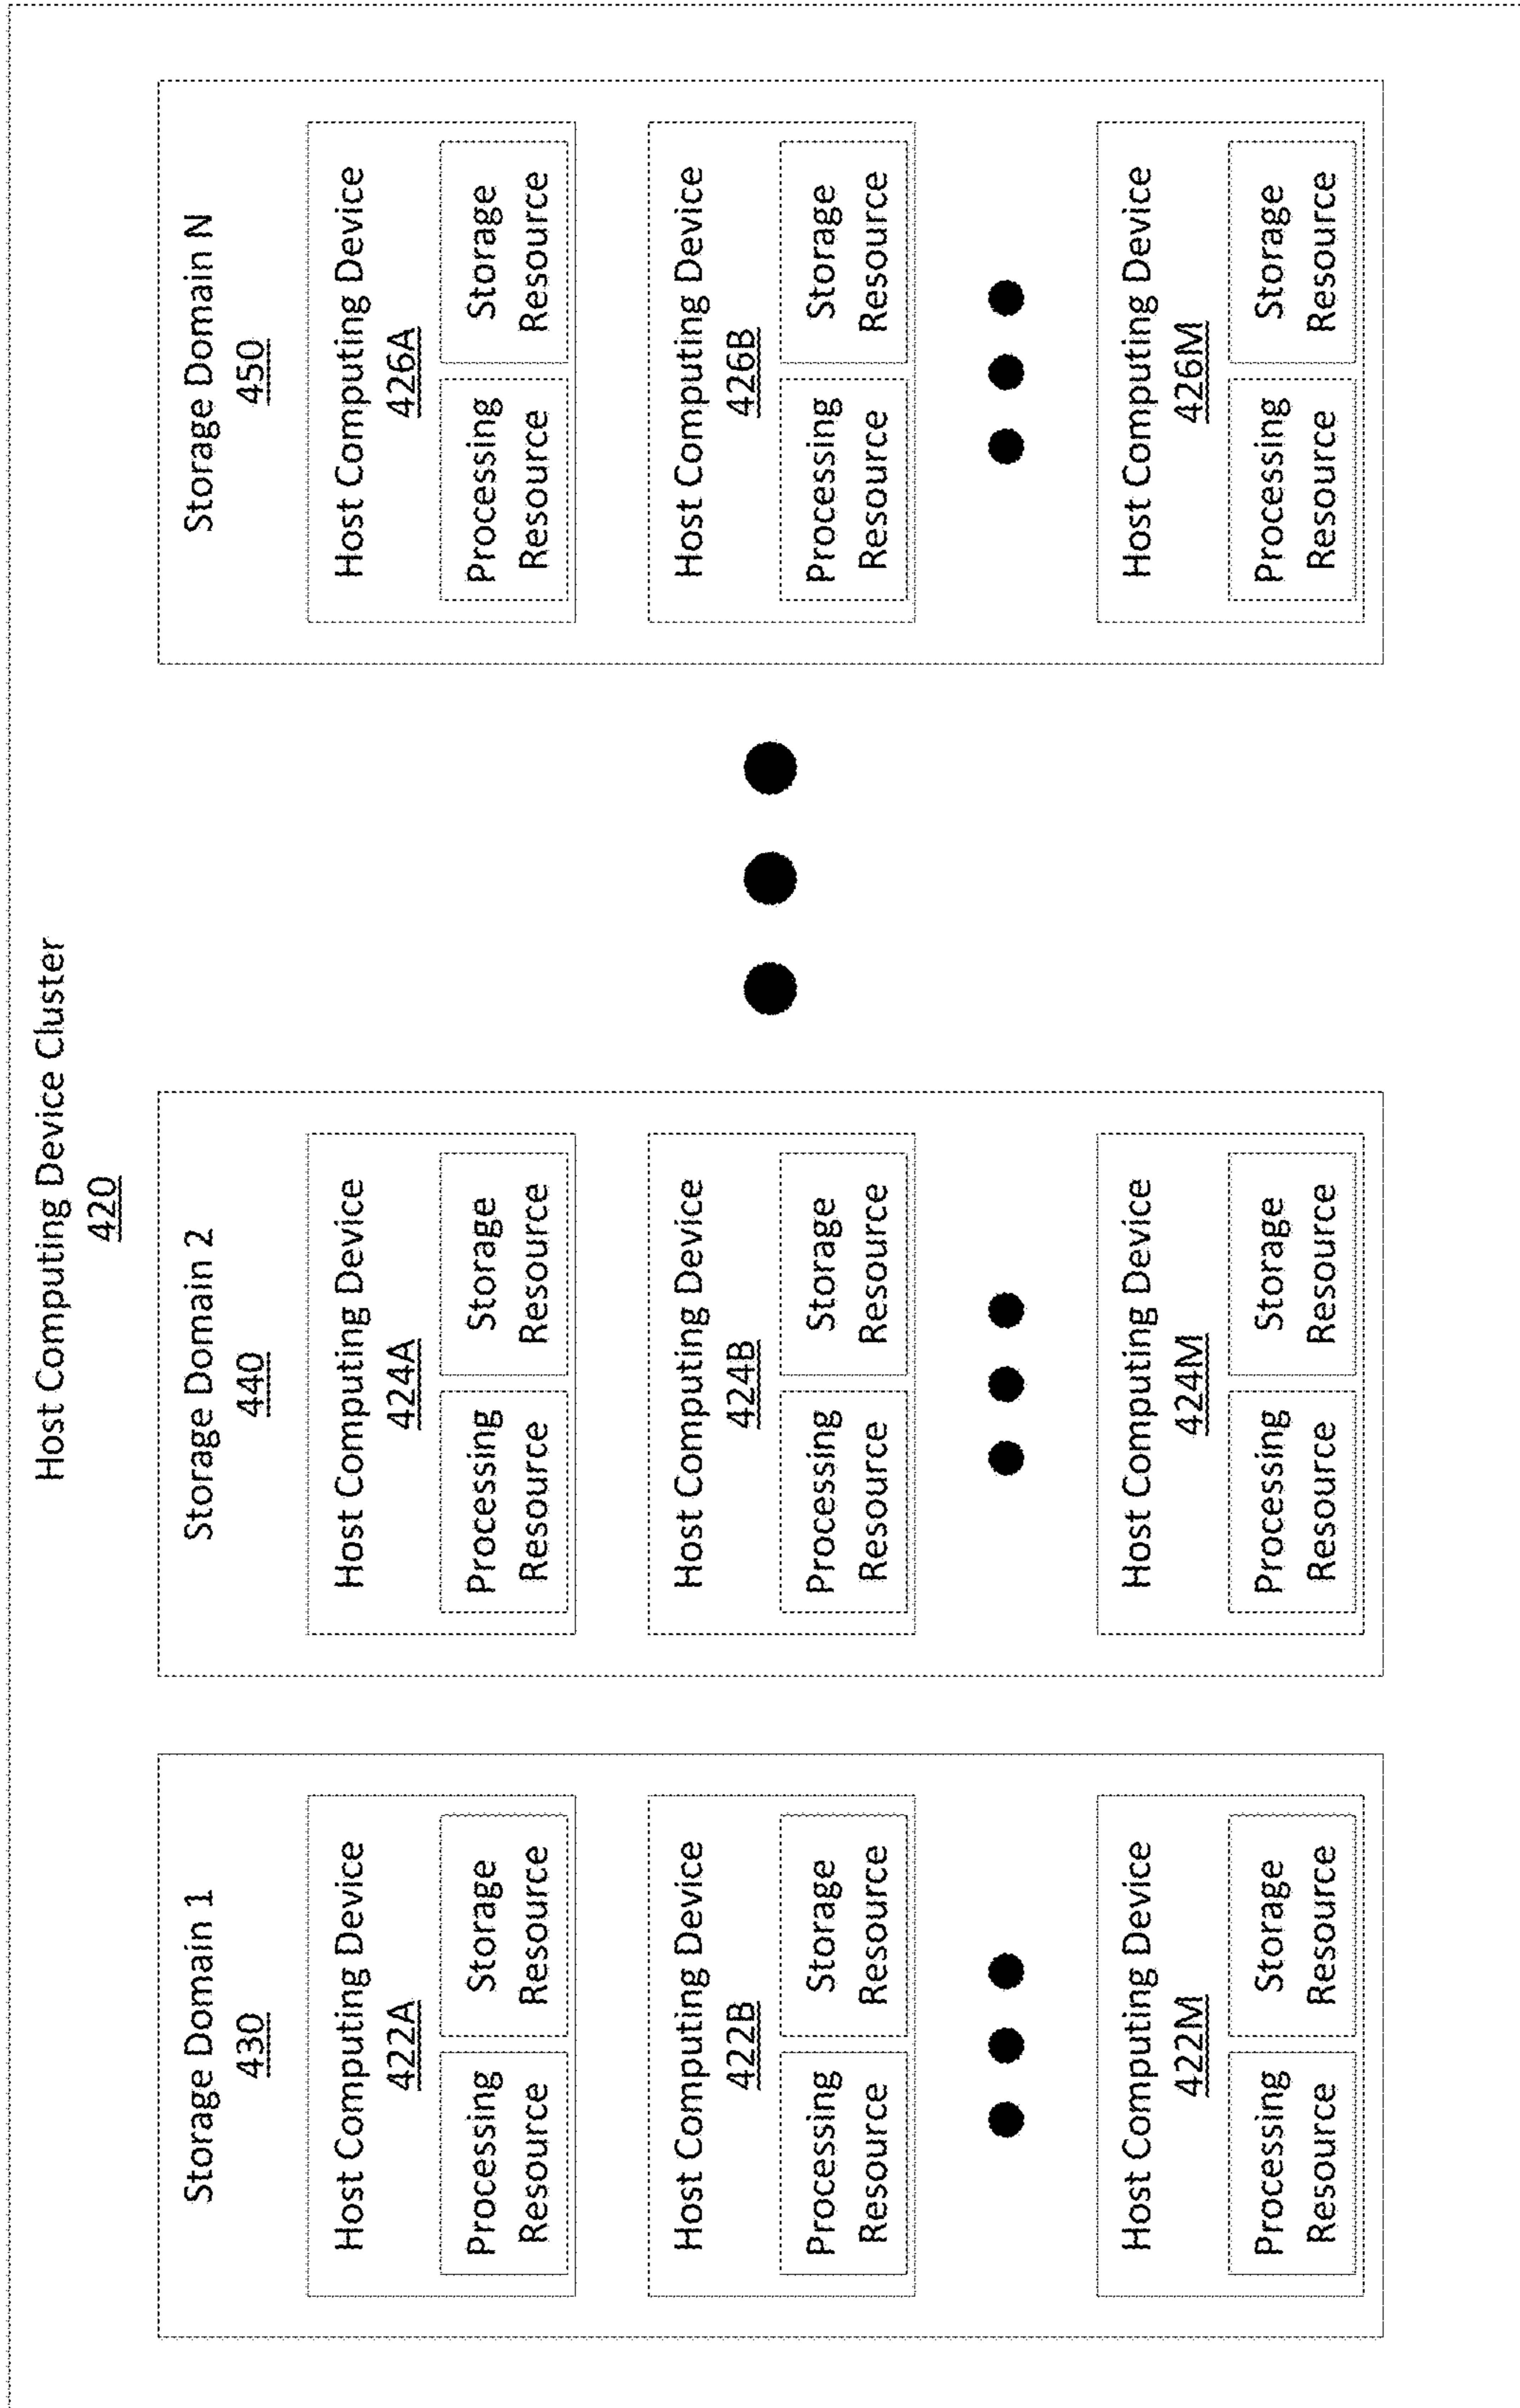 Host Computing Device Cluster
420
Storage Domain 1
430
Host Computing Device
422A
Processing
Resource
Storage
Resource
Host Computing Device
422B
Processing
Resource
Storage
Resource
Host Computing Device
422M
Processing
Resource
Storage
Resource
Storage Domain 2
440
Host Computing Device
424A
Processing
Resource
Storage
Resource
Host Computing Device
424B
Processing
Resource
Storage
Resource
Host Computing Device
424M
Processing
Resource
Storage
Resource
Storage Domain N
450
Host Computing Device
426A
Processing
Resource
Storage
Resource
Host Computing Device
426B
Processing
Resource
Storage
Resource
Host Computing Device
426M
Processing
Resource
Storage
Resource